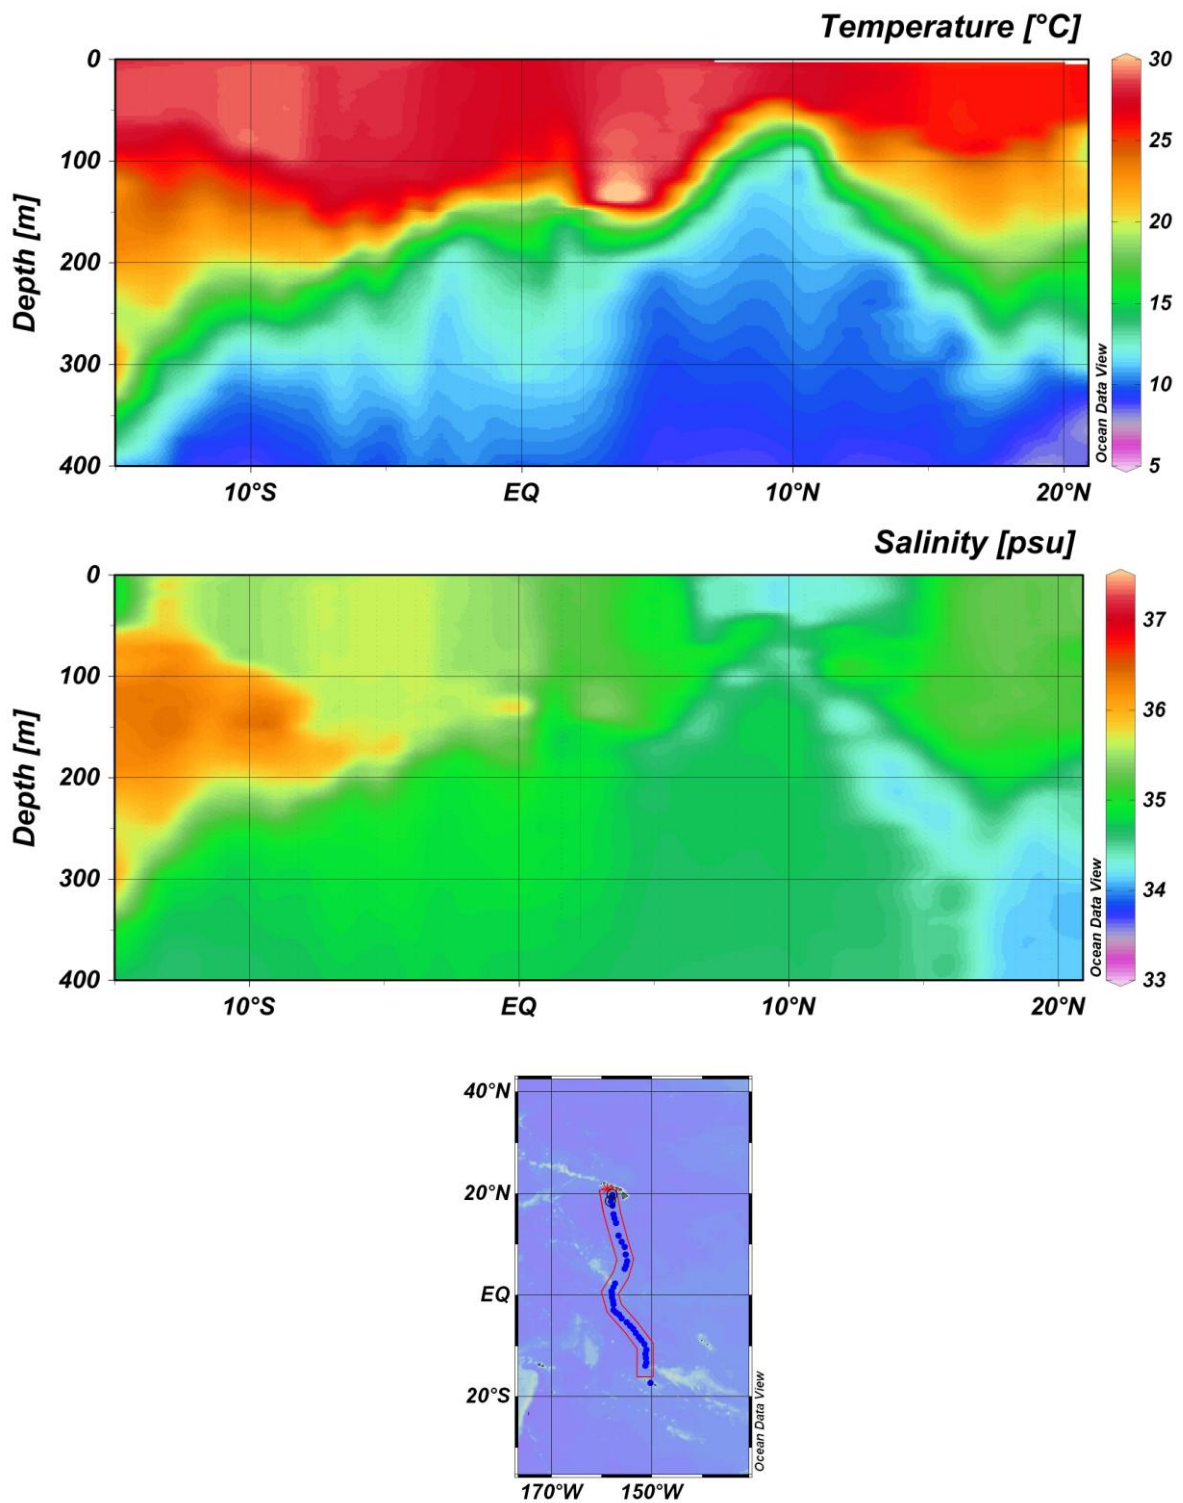 Temperature [°C]
0
100
200
300
400
Depth [m]
10°S EQ 10°N 20°N
30
25
20
15
10
5
Ocean Data View
Salinity [psu]
0
100
200
300
400
Depth [m]
10°S EQ 10°N 20°N
37
36
35
34
33
Ocean Data View
40°N
20°N
EQ
20°S
170°W 150°W
Ocean Data View